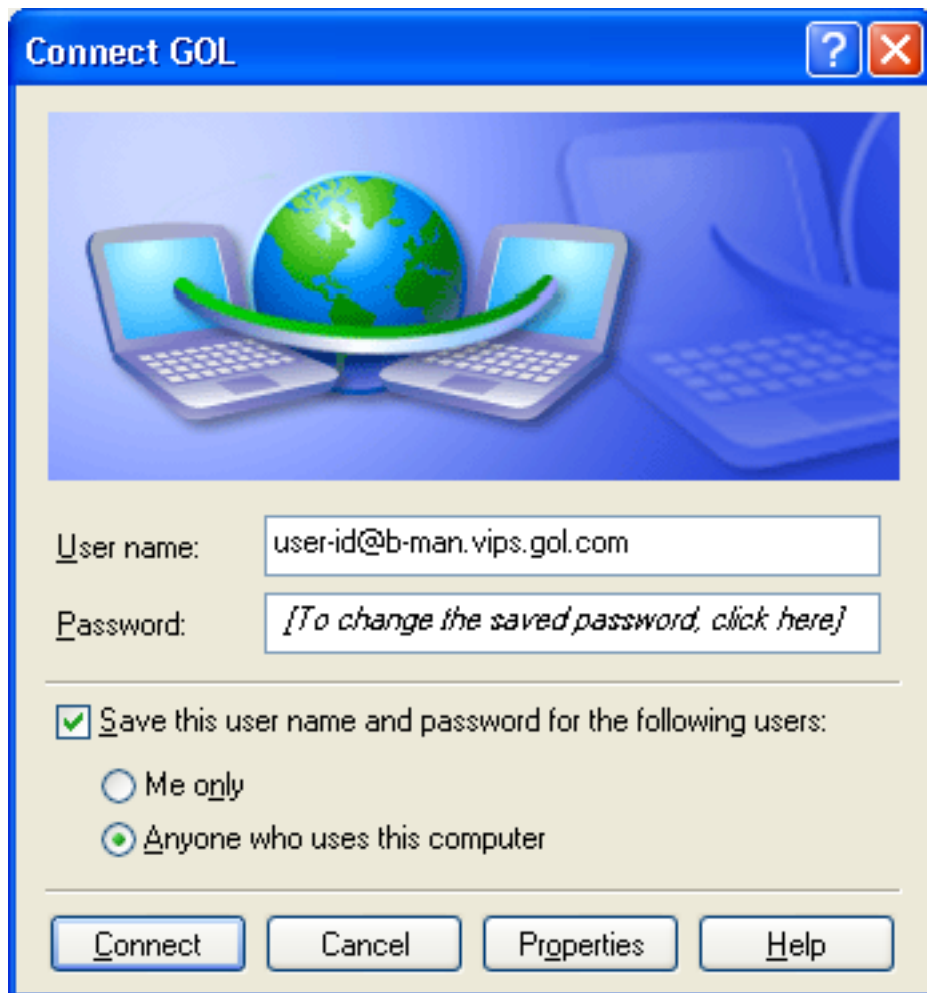 Connect GOL
User name: user-id@b-man.vips.gol.com
Password: [To change the saved password, click here]
Save this user name and password for the following users:
Me only
Anyone who uses this computer
Connect Cancel Properties Help